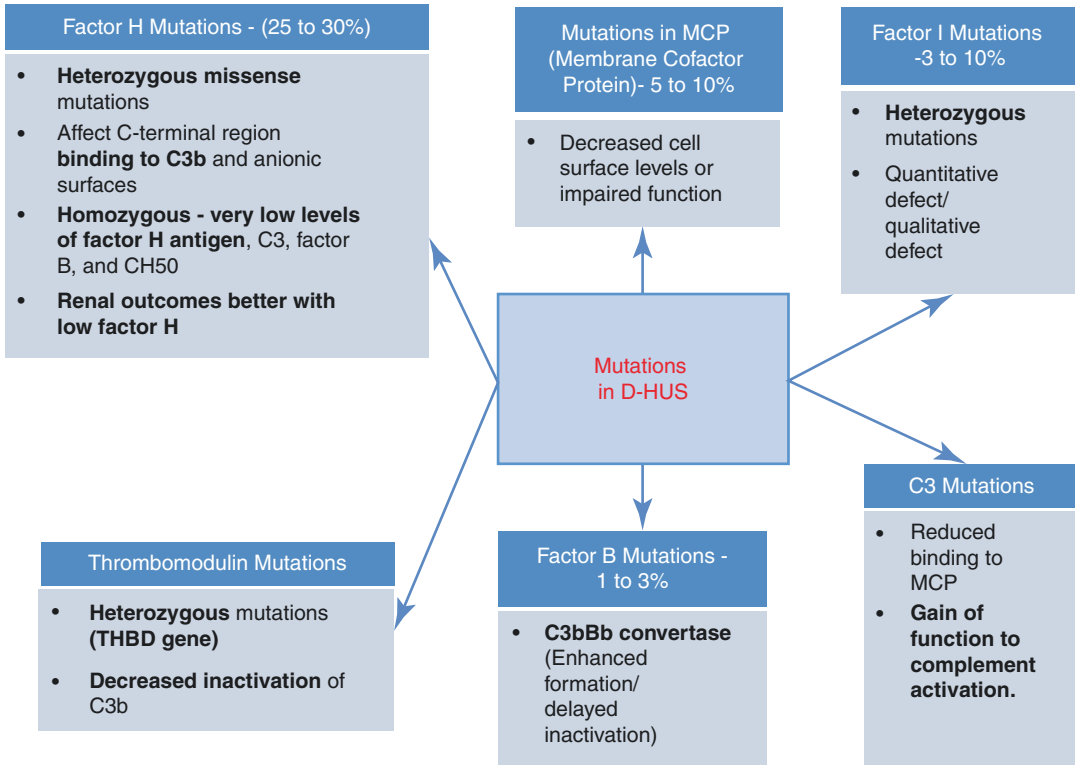 Factor H Mutations - (25 to 30%)
• Heterozygous missense
mutations
• Affect C-terminal region
binding to C3b and anionic
surfaces
• Homozygous - very low levels
of factor H antigen, C3, factor
B, and CH50
• Renal outcomes better with
low factor H
Mutations in MCP
(Membrane Cofactor
Protein)- 5 to 10%
• Decreased cell
surface levels or
impaired function
Factor I Mutations
-3 to 10%
• Heterozygous
mutations
• Quantitative
defect/
qualitative
defect
Mutations
in D-HUS
Thrombomodulin Mutations
• Heterozygous mutations
(THBD gene)
• Decreased inactivation of
C3b
Factor B Mutations -
1 to 3%
• C3bBb convertase
(Enhanced
formation/
delayed
inactivation)
C3 Mutations
• Reduced
binding to
MCP
• Gain of
function to
complement
activation.